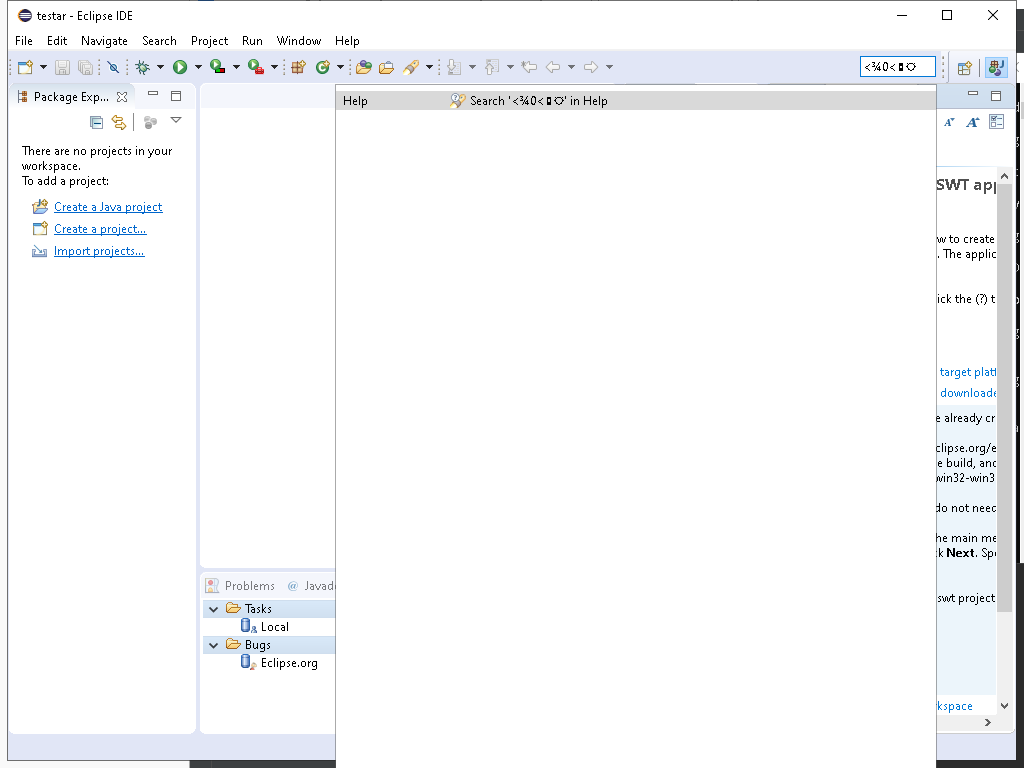 testar - Eclipse IDE
File Edit Navigate Search Project Run Window Help
Package Exp...
Help Search '<¾0<▯⛭' in Help
There are no projects in your
workspace.
To add a project:
Create a Java project
Create a project...
Import projects...
SWT app
w to create
. The applic
ick the (?) t
target platf
downloade
e already cr
clipse.org/e
e build, and
win32-win3
do not need
he main me
k Next. Spe
swt project
kspace
Problems @ Javad
Tasks
Local
Bugs
Eclipse.org